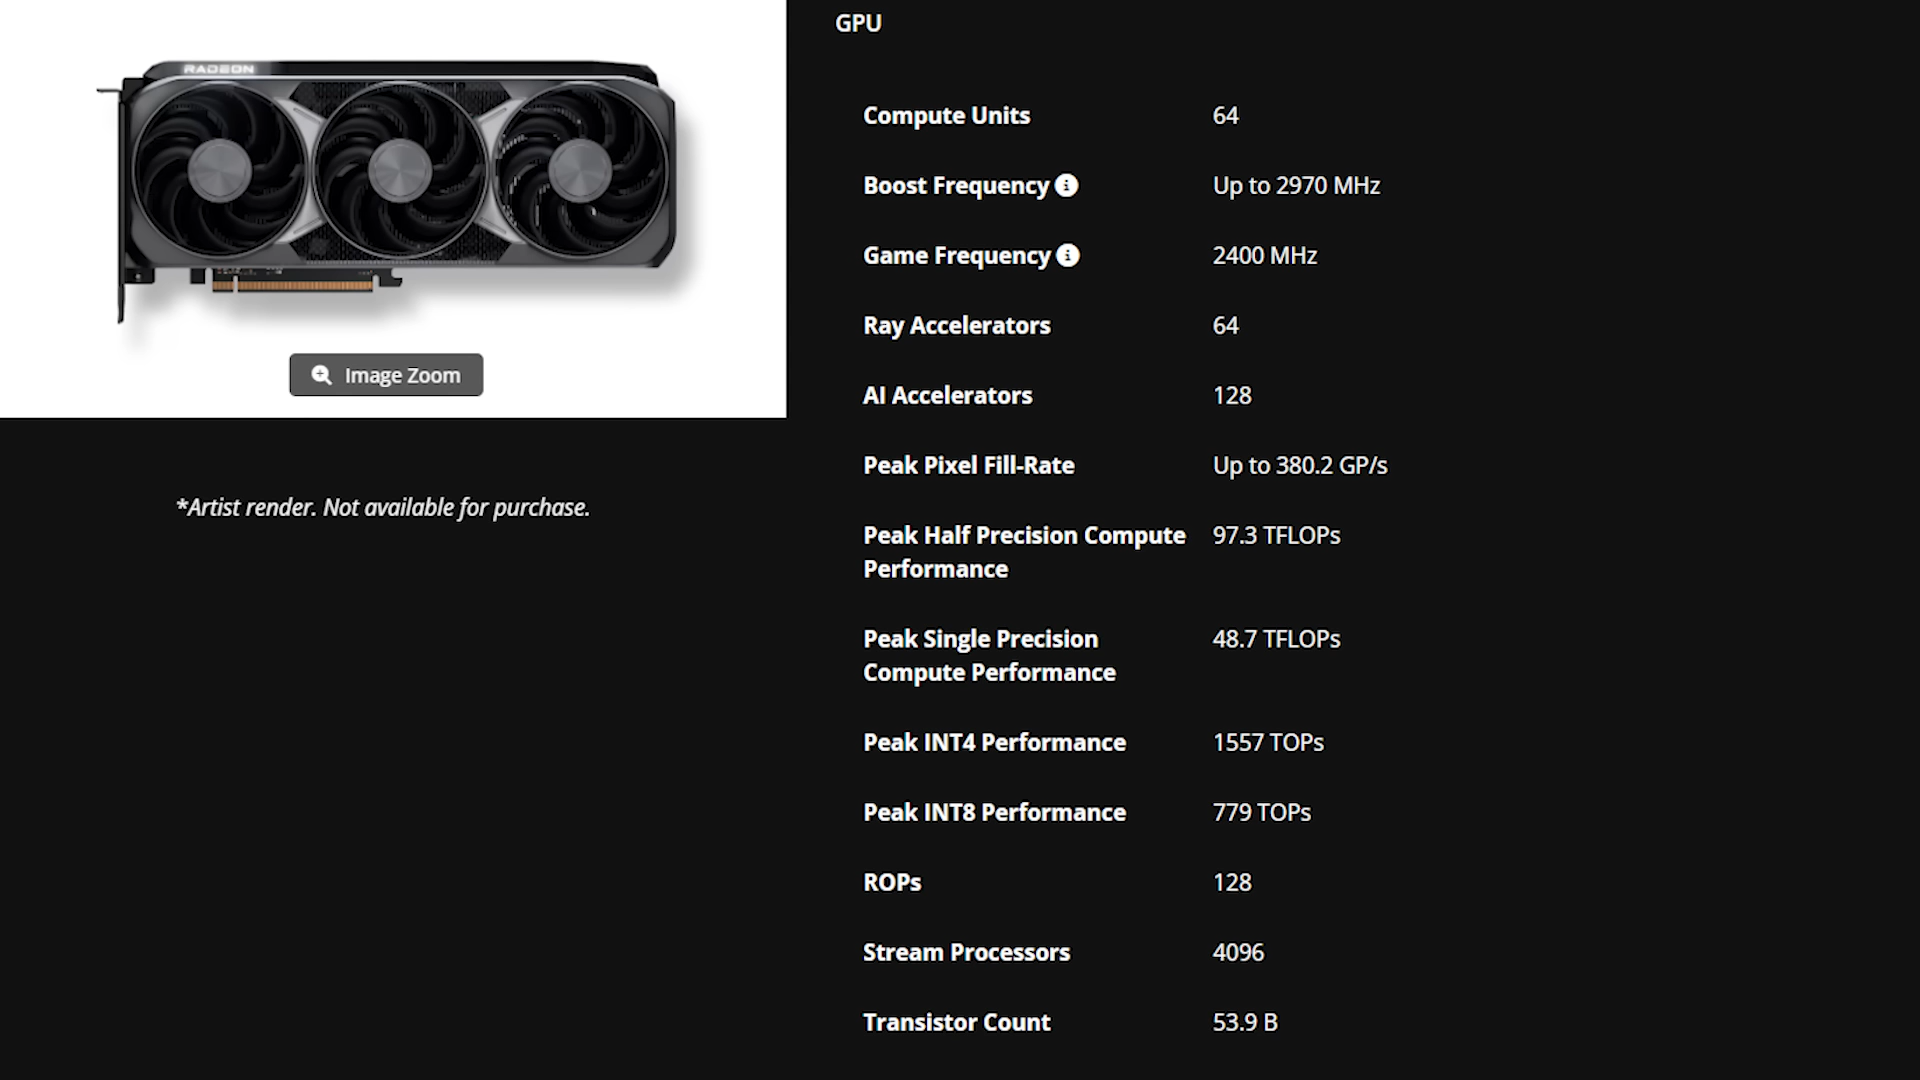 RADEON
Image Zoom
*Artist render. Not available for purchase.
GPU
Compute Units 64
Boost Frequency Up to 2970 MHz
Game Frequency 2400 MHz
Ray Accelerators 64
AI Accelerators 128
Peak Pixel Fill-Rate Up to 380.2 GP/s
Peak Half Precision Compute 97.3 TFLOPs
Performance
Peak Single Precision 48.7 TFLOPs
Compute Performance
Peak INT4 Performance 1557 TOPs
Peak INT8 Performance 779 TOPs
ROPs 128
Stream Processors 4096
Transistor Count 53.9 B